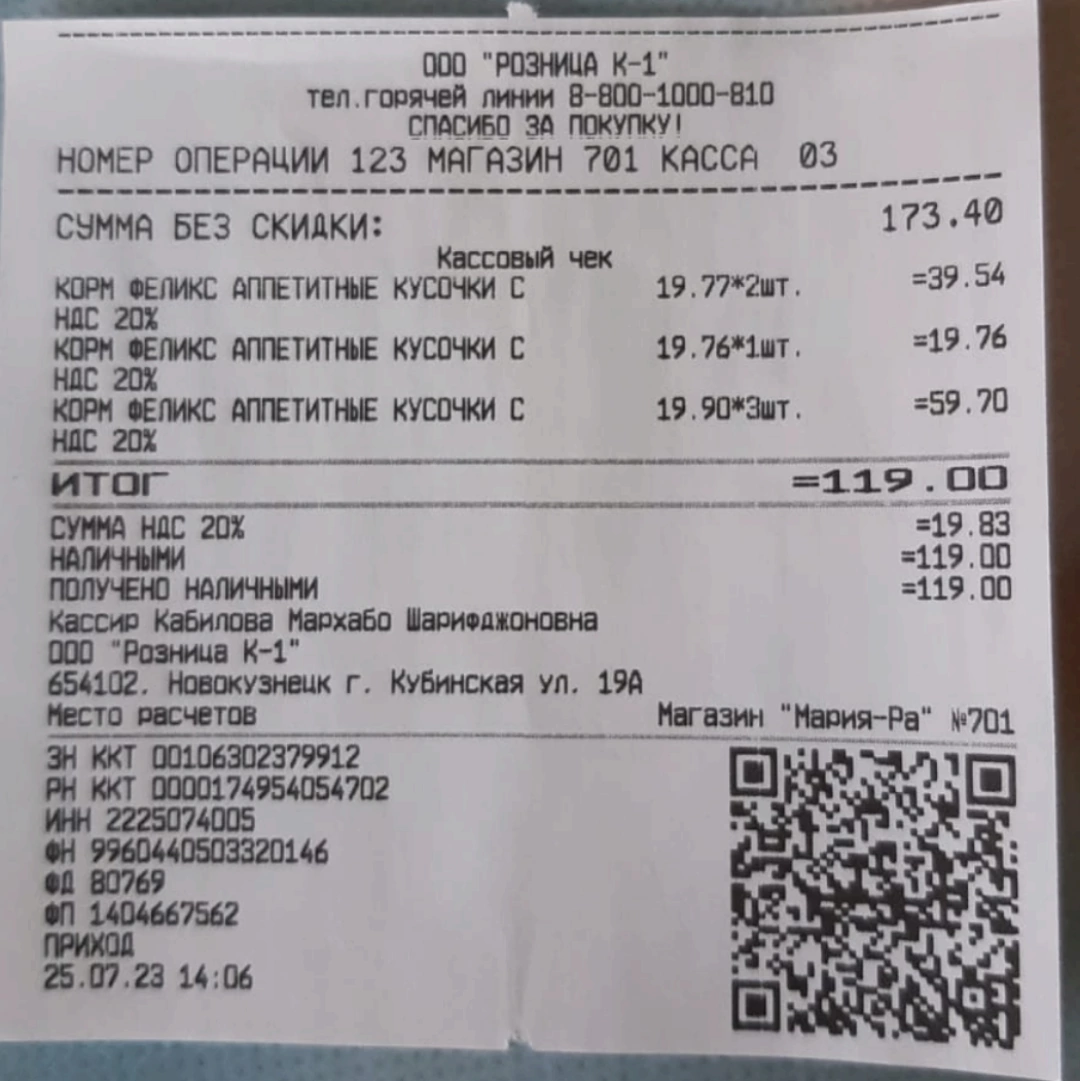 ООО "РОЗНИЦА К-1"
тел.горячей линии 8-800-1000-810
СПАСИБО ЗА ПОКУПКУ!
НОМЕР ОПЕРАЦИИ 123 МАГАЗИН 701 КАССА 03
СУММА БЕЗ СКИДКИ: 173.40
Кассовый чек
КОРМ ФЕЛИКС АППЕТИТНЫЕ КУСОЧКИ С 19.77*2шт. =39.54
НДС 20%
КОРМ ФЕЛИКС АППЕТИТНЫЕ КУСОЧКИ С 19.76*1шт. =19.76
НДС 20%
КОРМ ФЕЛИКС АППЕТИТНЫЕ КУСОЧКИ С 19.90*3шт. =59.70
НДС 20%
ИТОГ =119.00
СУММА НДС 20% =19.83
НАЛИЧНЫМИ =119.00
ПОЛУЧЕНО НАЛИЧНЫМИ =119.00
Кассир Кабилова Мархабо Шарифджоновна
ООО "Розница К-1"
654102. Новокузнецк г. Кубинская ул. 19А
Место расчетов Магазин "Мария-Ра" №701
ЗН ККТ 00106302379912
РН ККТ 0000174954054702
ИНН 2225074005
ФН 9960440503320146
ФД 80769
ФП 1404667562
ПРИХОД
25.07.23 14:06